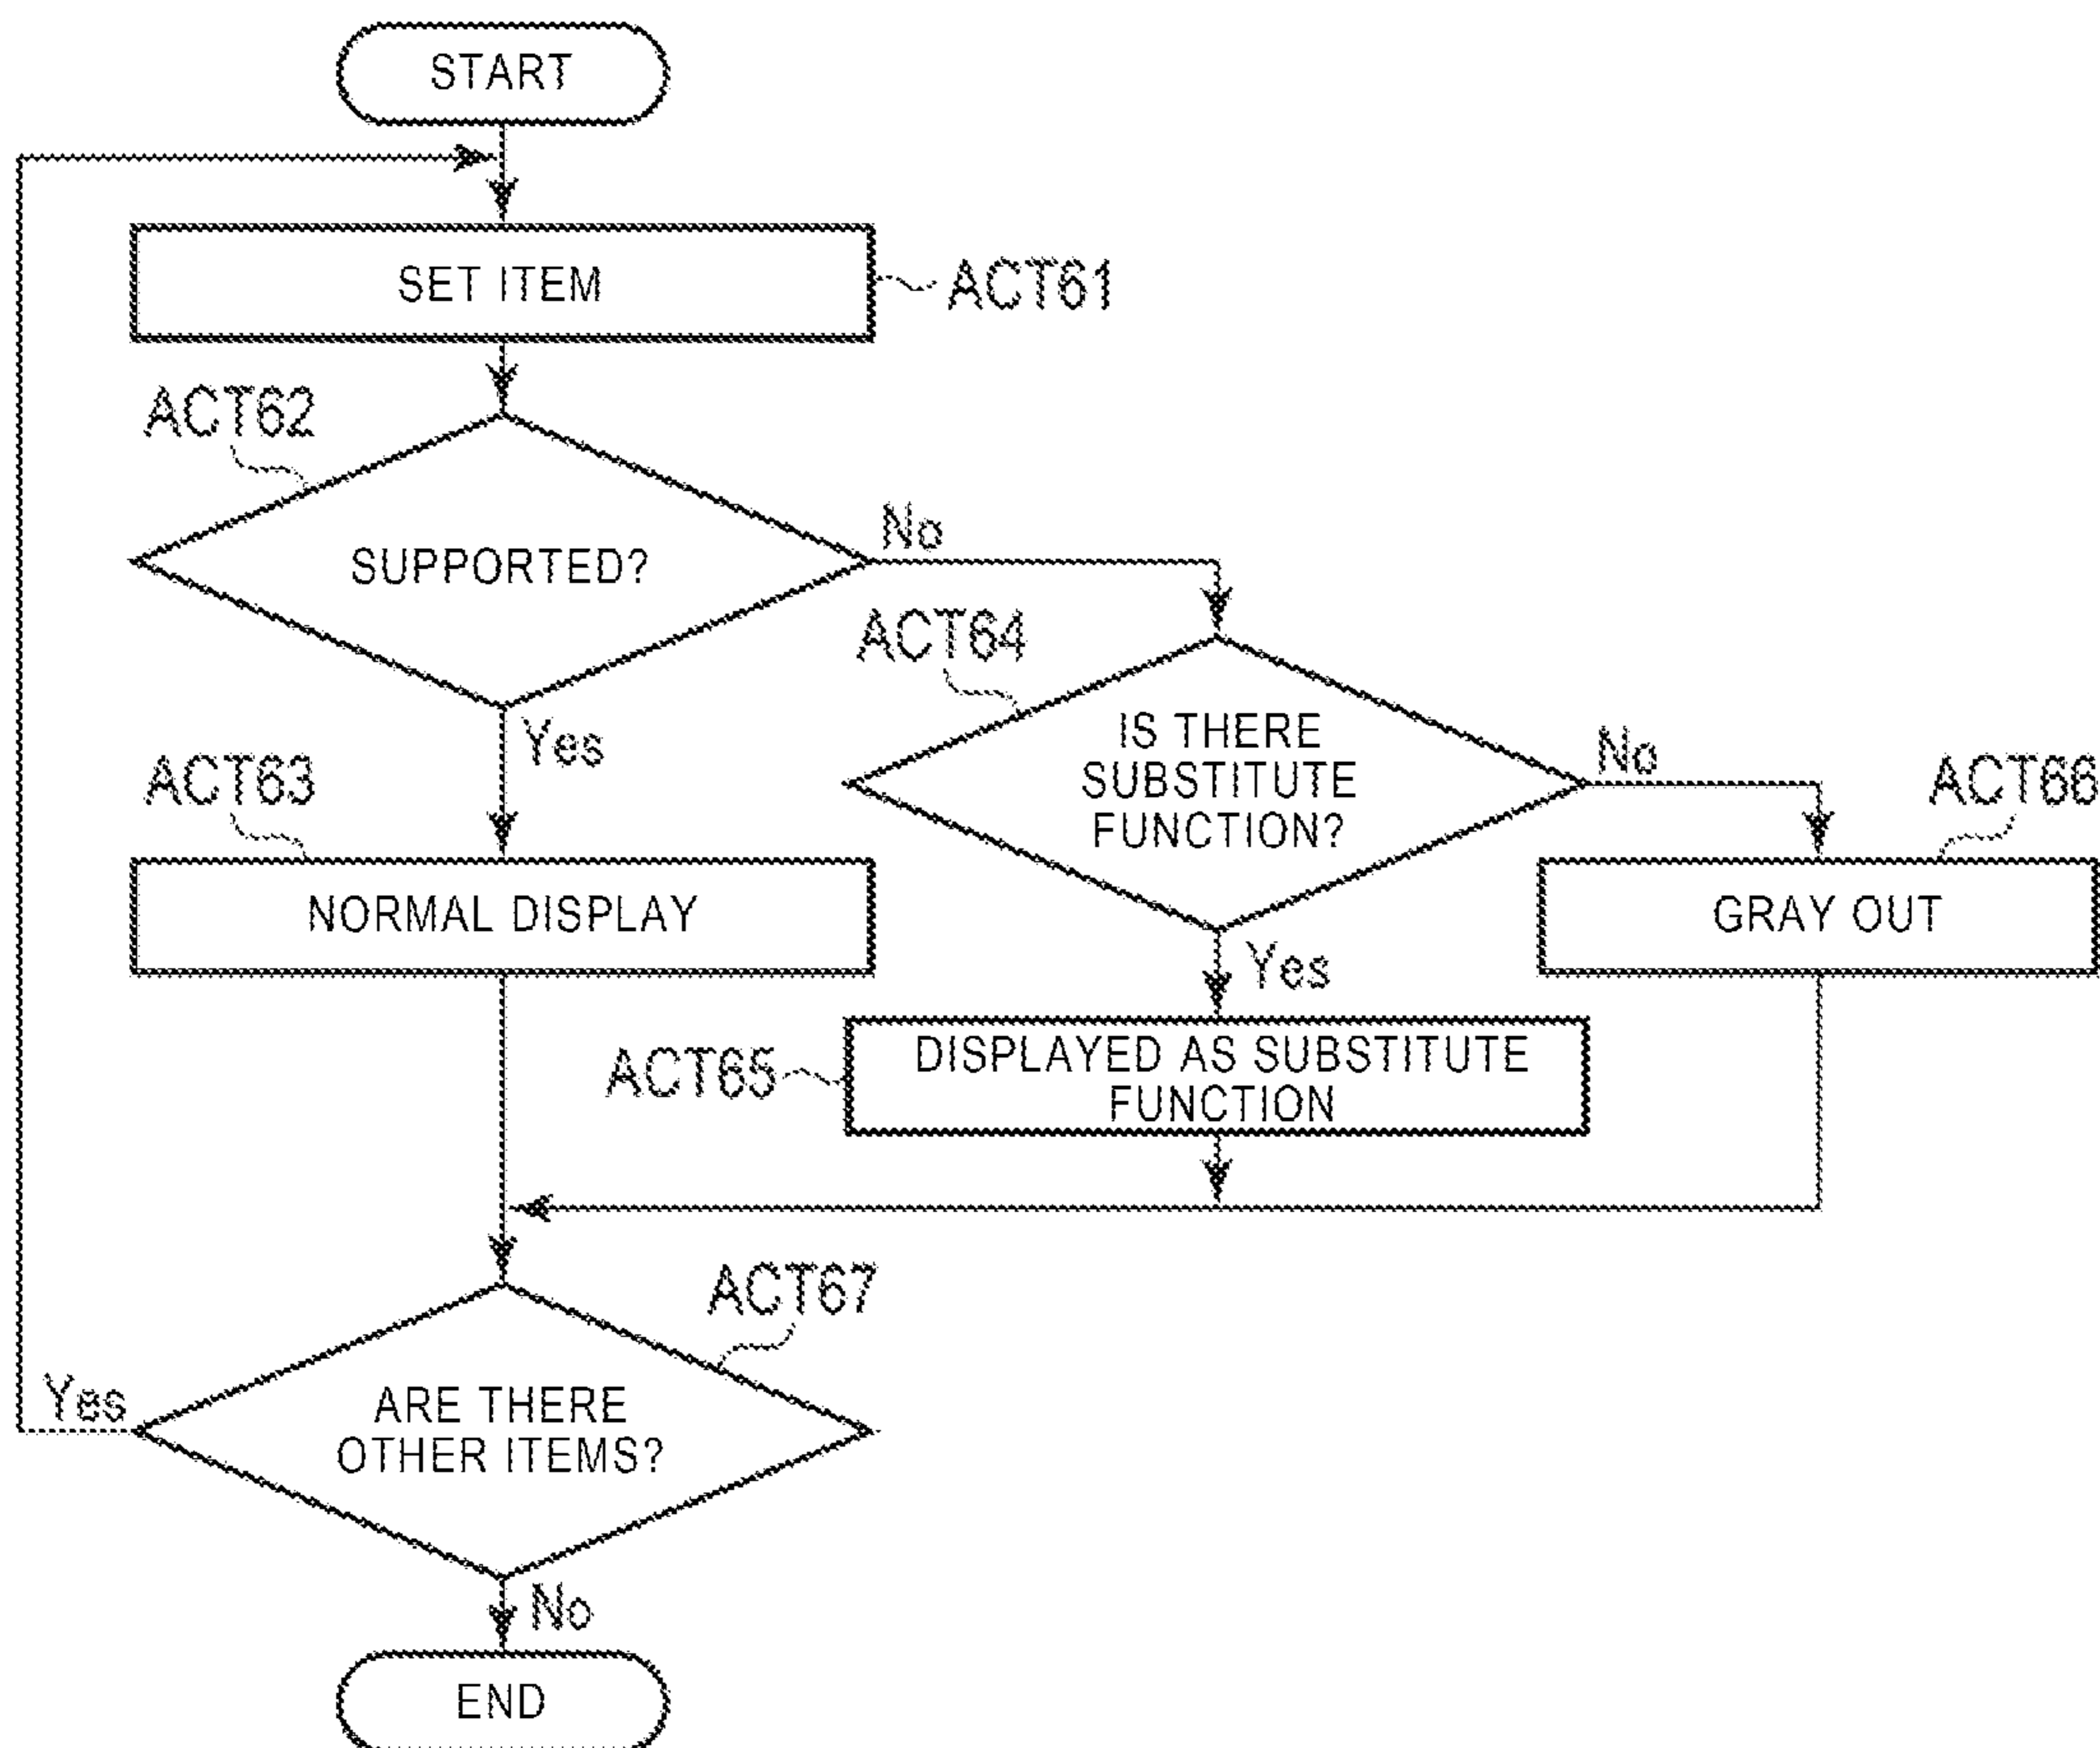 START
SET ITEM
ACT61
ACT62
SUPPORTED?
No
Yes
ACT64
IS THERE
SUBSTITUTE
FUNCTION?
No
ACT66
ACT63
NORMAL DISPLAY
GRAY OUT
Yes
ACT65
DISPLAYED AS SUBSTITUTE
FUNCTION
ACT67
Yes
ARE THERE
OTHER ITEMS?
No
END